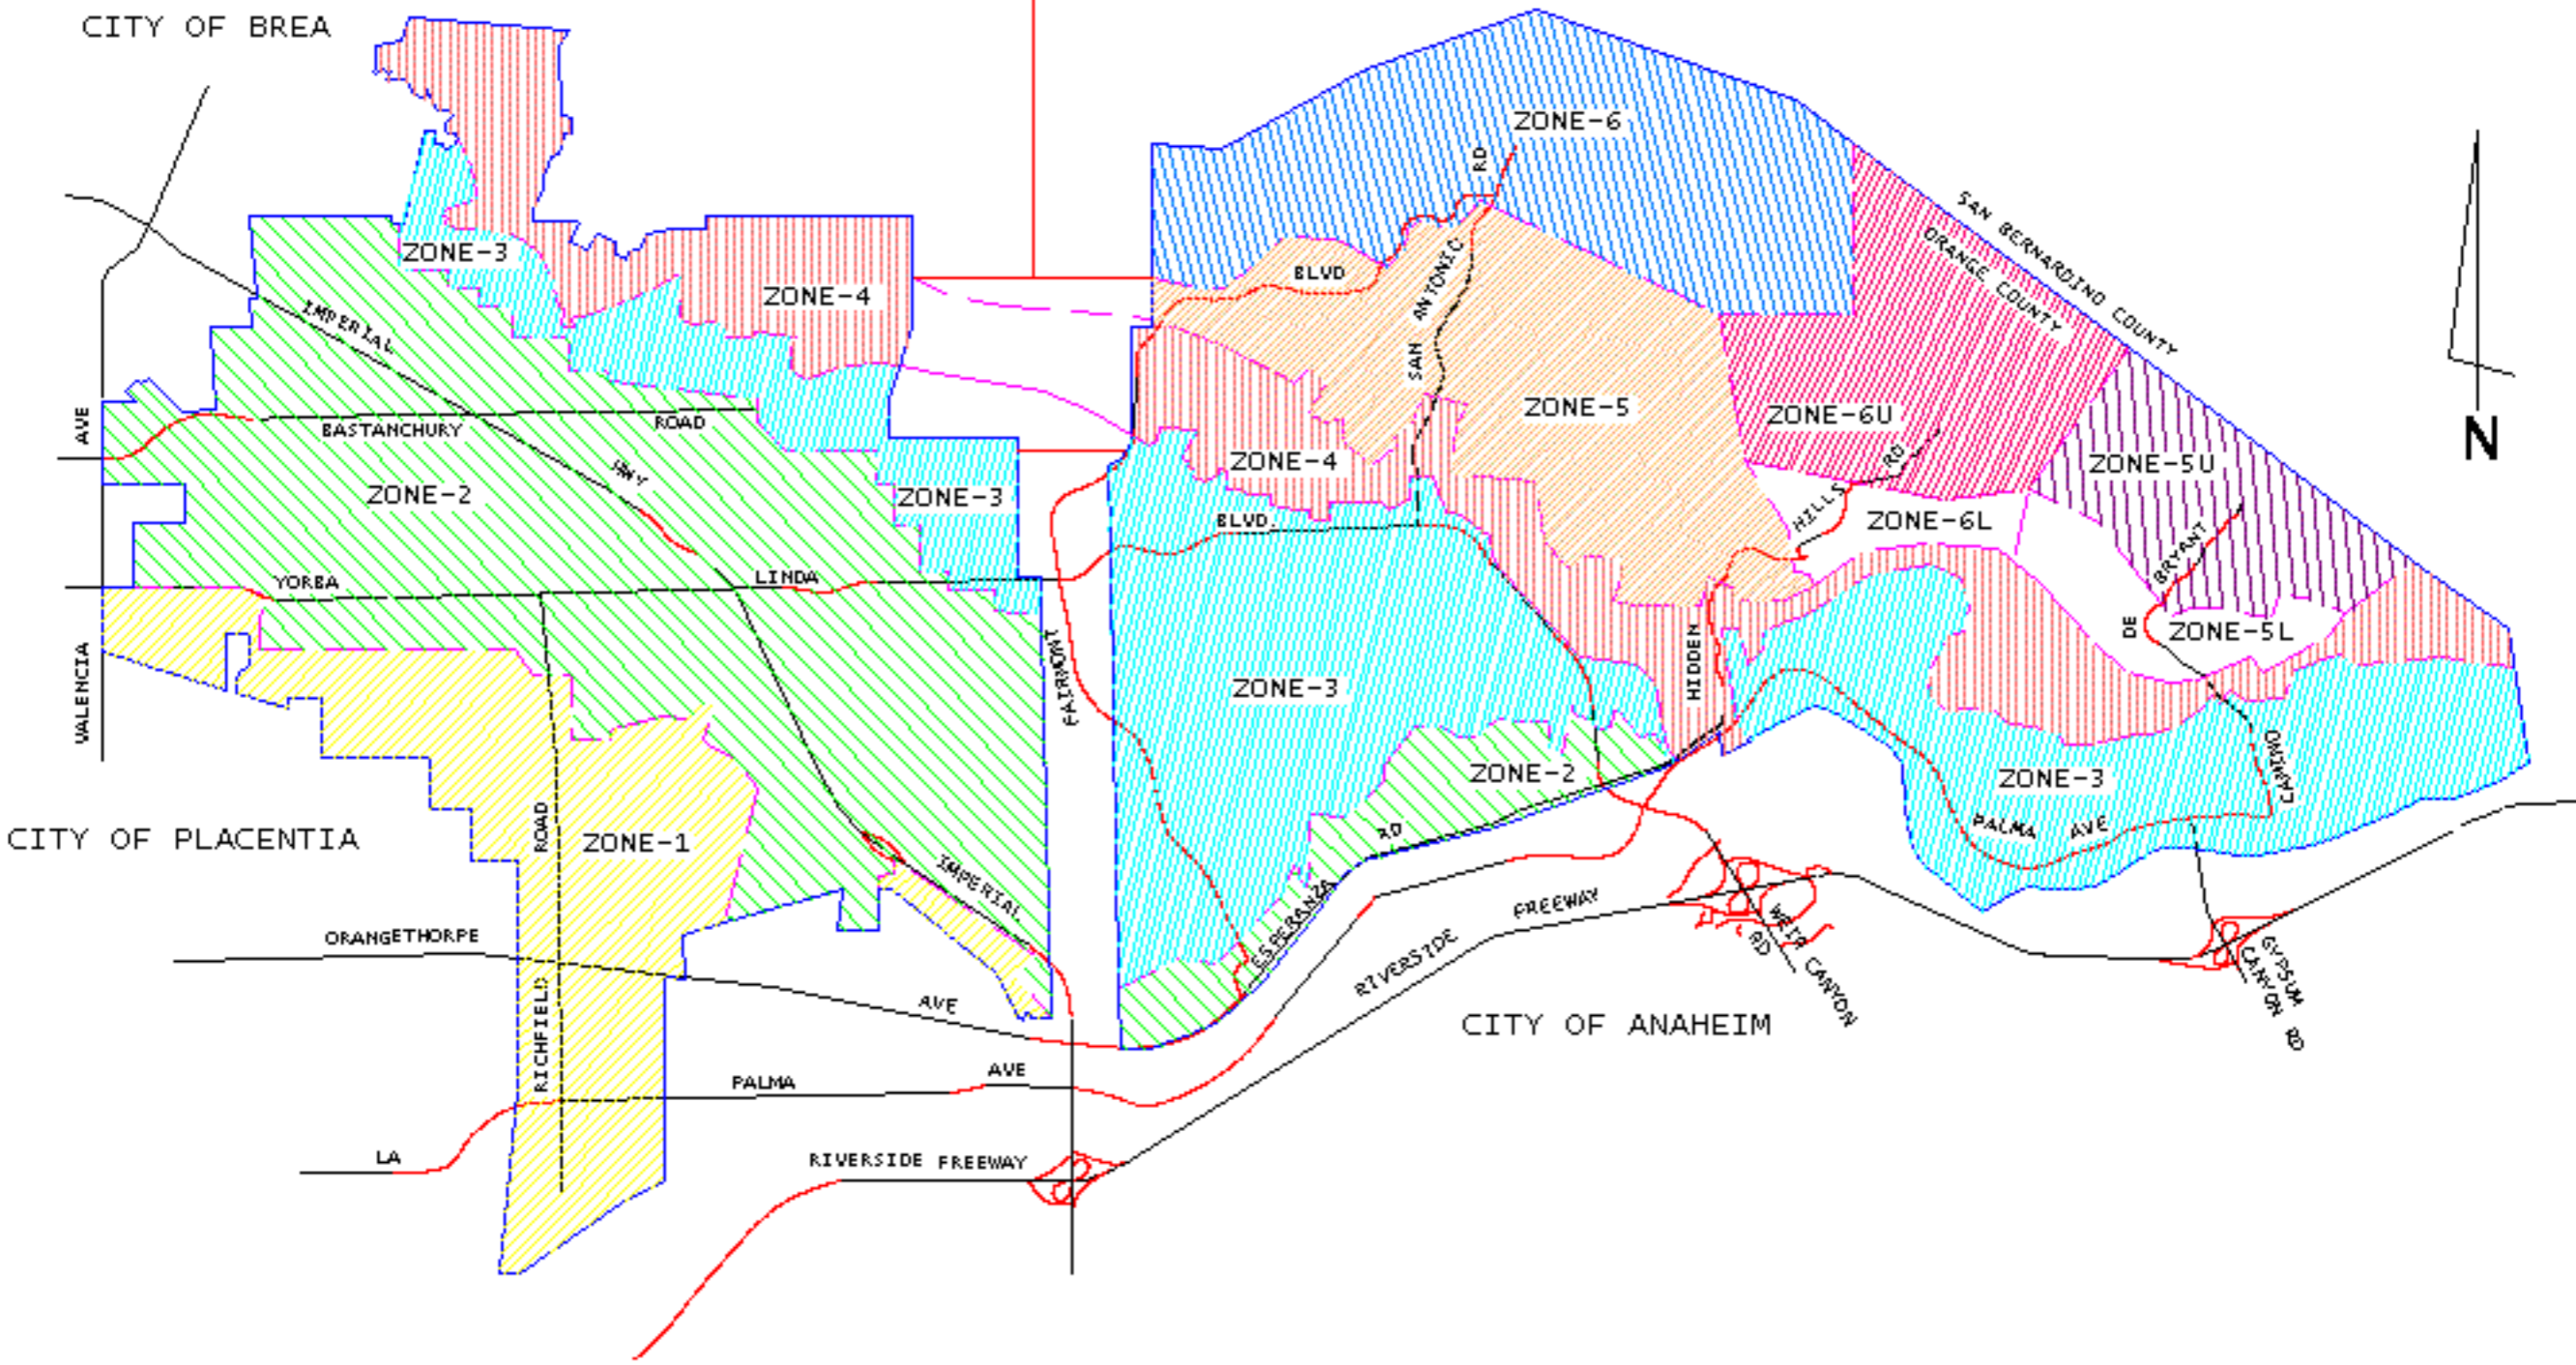 CITY OF BREA
ZONE-6
RD
SAN BERNARDINO COUNTY
ORANGE COUNTY
ZONE-3
BLVD
SAN ANTONIC
ZONE-4
IMPERIAL
HWY
AVE
BASTANCHURY
ROAD
ZONE-5
ZONE-6U
RD
N
ZONE-4
ZONE-5U
ZONE-2
ZONE-3
BLVD.
HILLS
ZONE-6L
BRYANT
YORBA
LINDA
DE
ZONE-5L
VALENCIA
FAIRMONT
ZONE-3
HIDDEN
ZONE-2
ZONE-3
CAMINO
CITY OF PLACENTIA
ROAD
ZONE-1
RD
PALMA
AVE
IMPERIAL
ESPERANZA
FREEWAY
ORANGETHORPE
RIVERSIDE
WEIR CANYON
RD
GYPSUM
CANYON RD
AVE
RICHFIELD
CITY OF ANAHEIM
PALMA
AVE
LA
RIVERSIDE FREEWAY